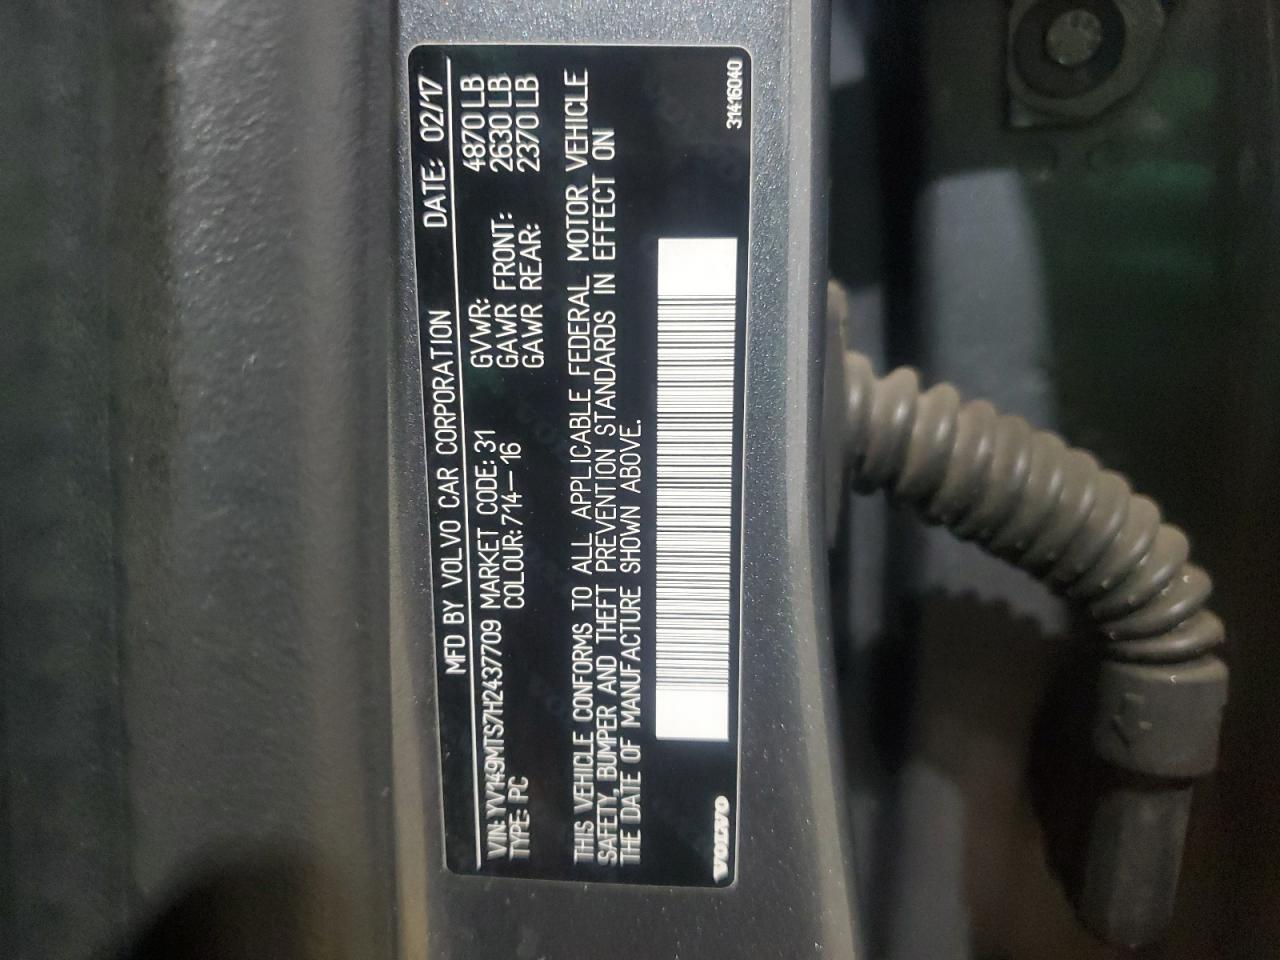 MFD BY VOLVO CAR CORPORATION DATE: 02/17
VIN: YV149MTS7H2437709 MARKET CODE: 31 GVWR: 4870 LB
TYPE: PC COLOUR: 714-16 GAWR FRONT: 2630 LB
GAWR REAR: 2370 LB
THIS VEHICLE CONFORMS TO ALL APPLICABLE FEDERAL MOTOR VEHICLE
SAFETY, BUMPER AND THEFT PREVENTION STANDARDS IN EFFECT ON
THE DATE OF MANUFACTURE SHOWN ABOVE.
VOLVO 31416040